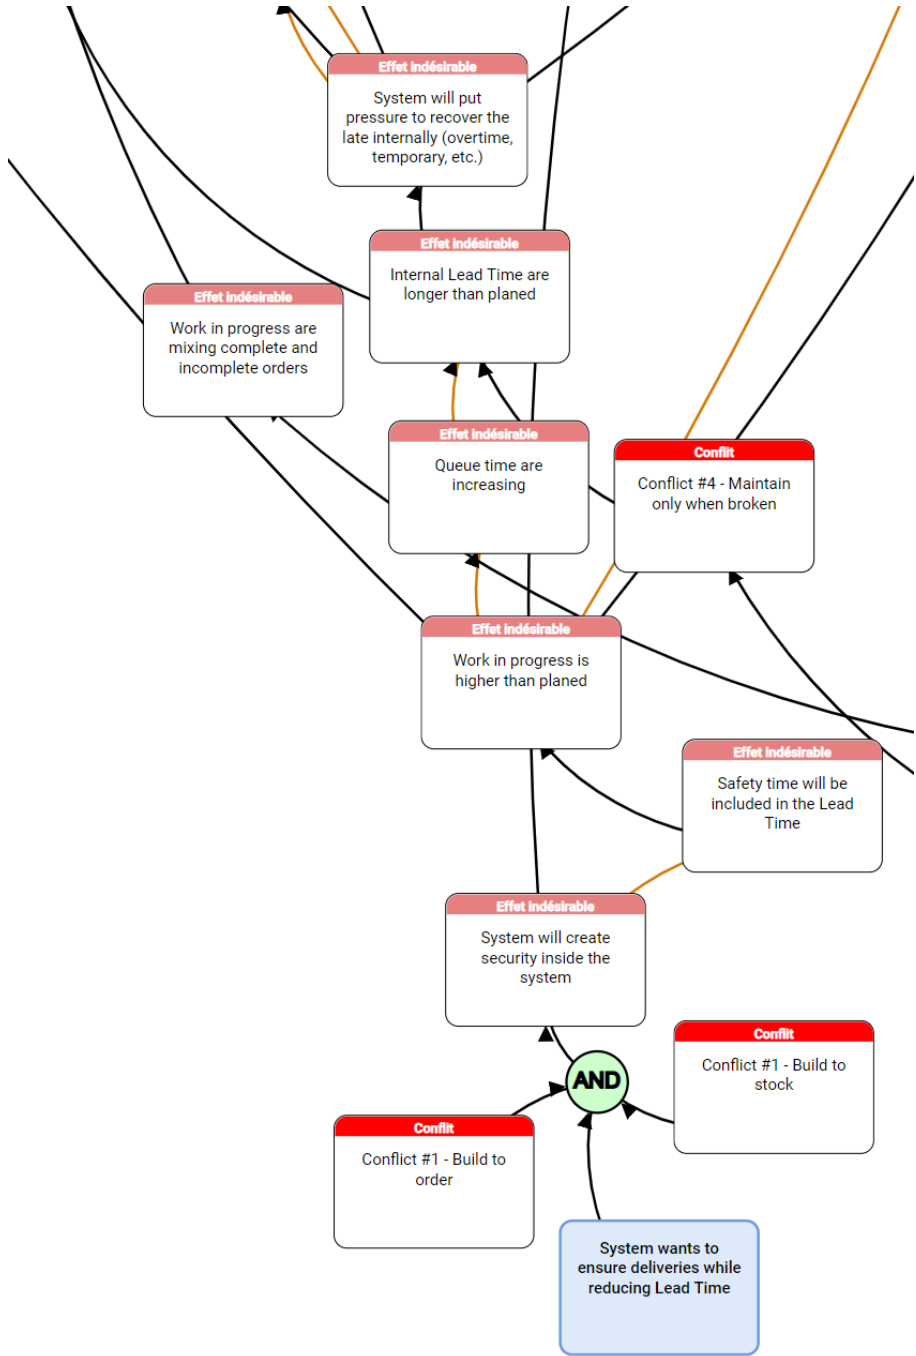 Effet indésirable
System will put
pressure to recover the
late internally (overtime,
temporary, etc.)
Effet indésirable
Internal Lead Time are
longer than planed
Effet indésirable
Work in progress are
mixing complete and
incomplete orders
Effet indésirable
Queue time are
increasing
Conflit
Conflict #4 - Maintain
only when broken
Effet indésirable
Work in progress is
higher than planed
Effet indésirable
Safety time will be
included in the Lead
Time
Effet indésirable
System will create
security inside the
system
Conflit
Conflict #1 - Build to
stock
AND
Conflit
Conflict #1 - Build to
order
System wants to
ensure deliveries while
reducing Lead Time